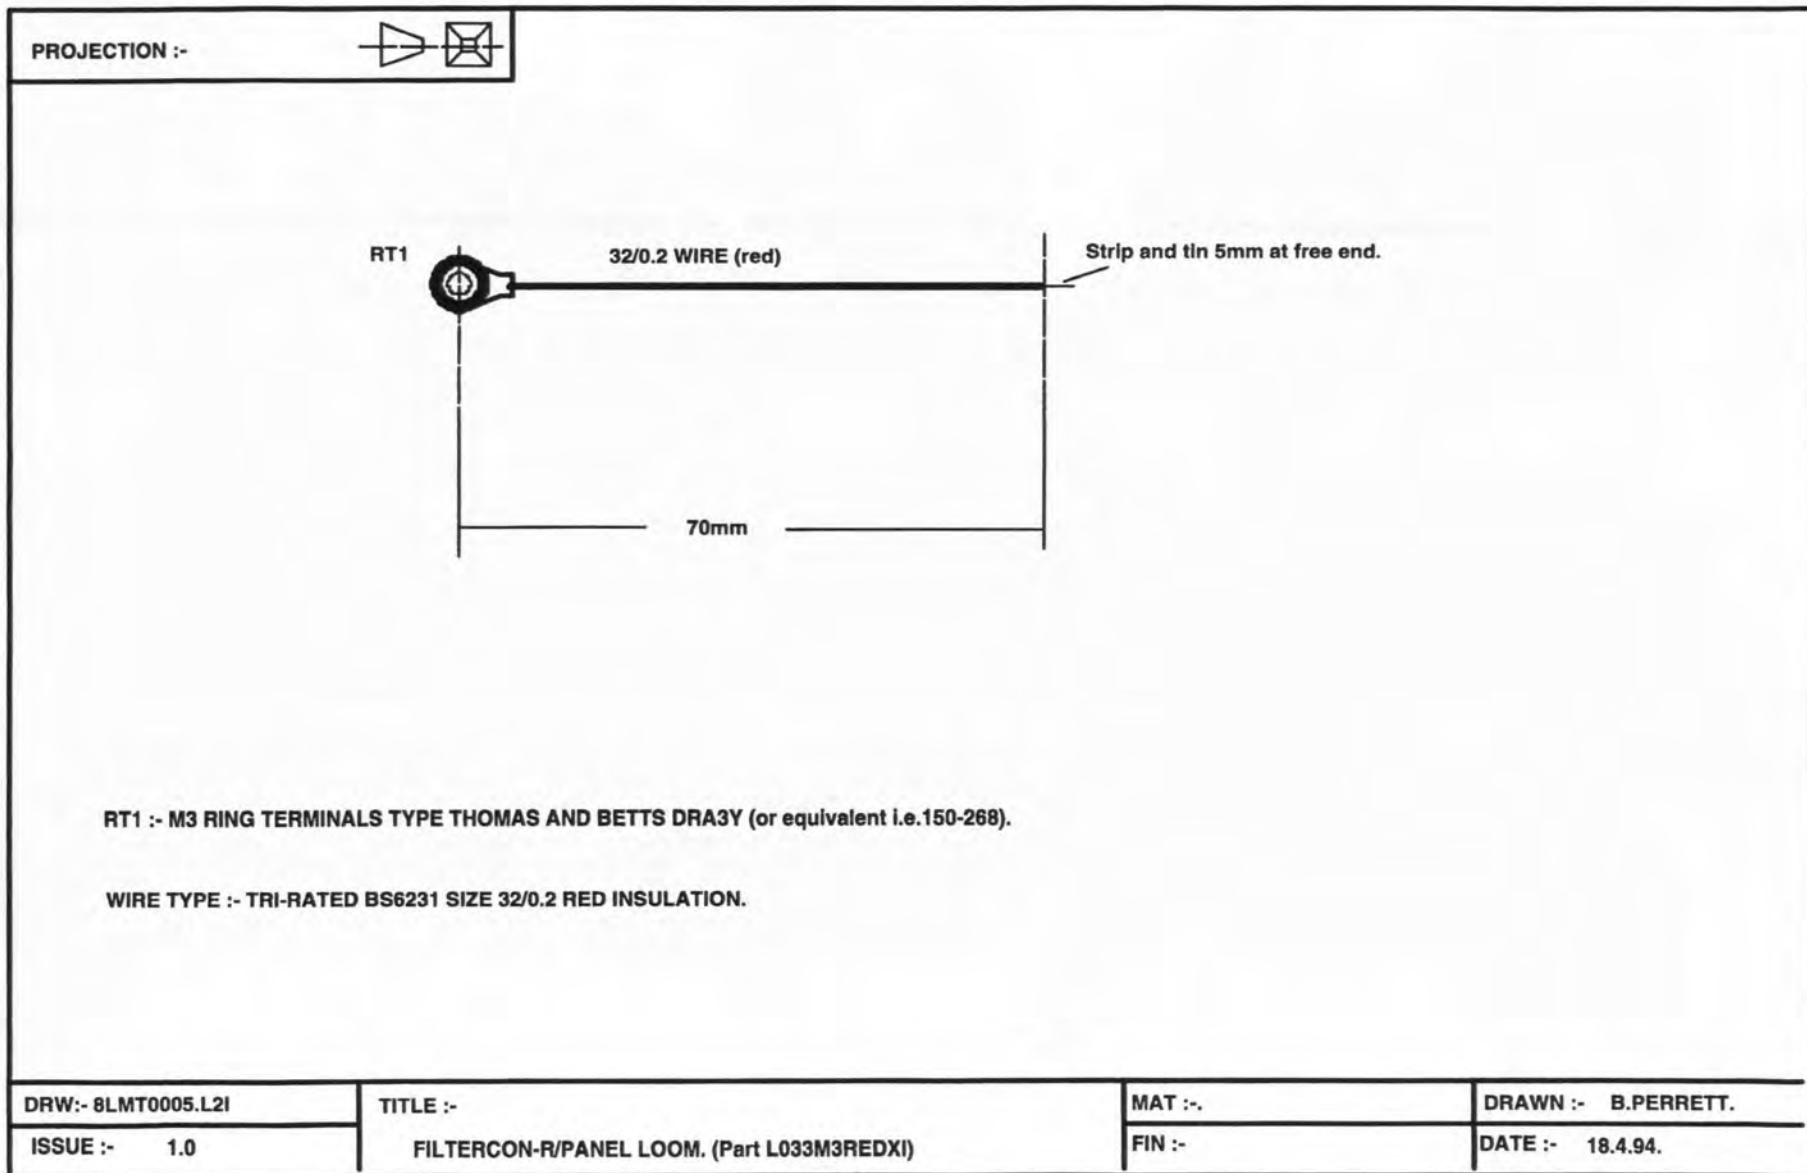 PROJECTION :-
RT1
32/0.2 WIRE (red)
Strip and tin 5mm at free end.
70mm
RT1 :- M3 RING TERMINALS TYPE THOMAS AND BETTS DRA3Y (or equivalent i.e.150-268).
WIRE TYPE :- TRI-RATED BS6231 SIZE 32/0.2 RED INSULATION.
DRW:- 8LMT0005.L2I
TITLE :-
MAT :-.
DRAWN :- B.PERRETT.
ISSUE :- 1.0
FILTERCON-R/PANEL LOOM. (Part L033M3REDXI)
FIN :-
DATE :- 18.4.94.